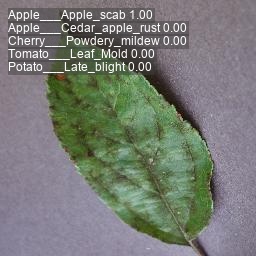 Apple___Apple_scab 1.00
Apple___Cedar_apple_rust 0.00
Cherry___Powdery_mildew 0.00
Tomato___Leaf_Mold 0.00
Potato___Late_blight 0.00